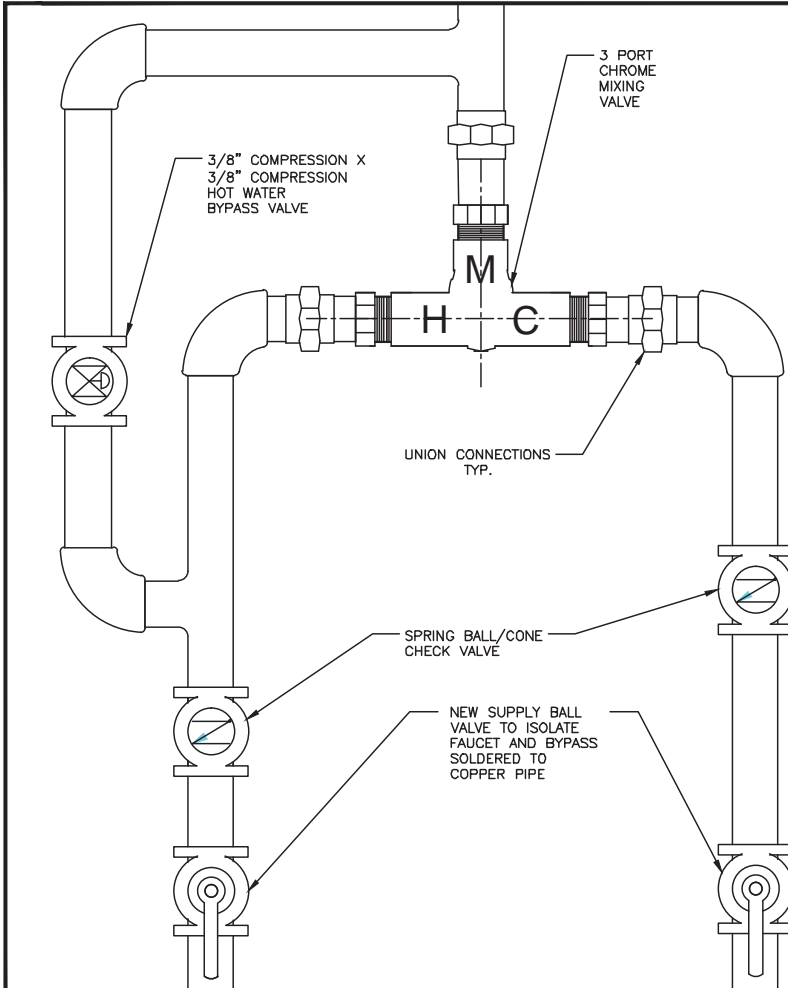 3 PORT
CHROME
MIXING
VALVE
3/8" COMPRESSION X
3/8" COMPRESSION
HOT WATER
BYPASS VALVE
M
H C
UNION CONNECTIONS
TYP.
SPRING BALL/CONE
CHECK VALVE
NEW SUPPLY BALL
VALVE TO ISOLATE
FAUCET AND BYPASS
SOLDERED TO
COPPER PIPE